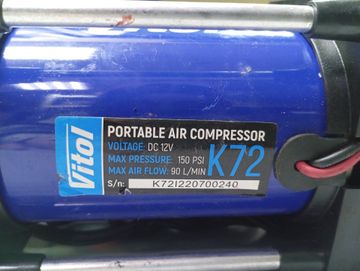 Vitol
PORTABLE AIR COMPRESSOR
VOLTAGE: DC 12V
MAX PRESSURE: 150 PSI
MAX AIR FLOW: 90 L/MIN
K72
S/n: K72I220700240